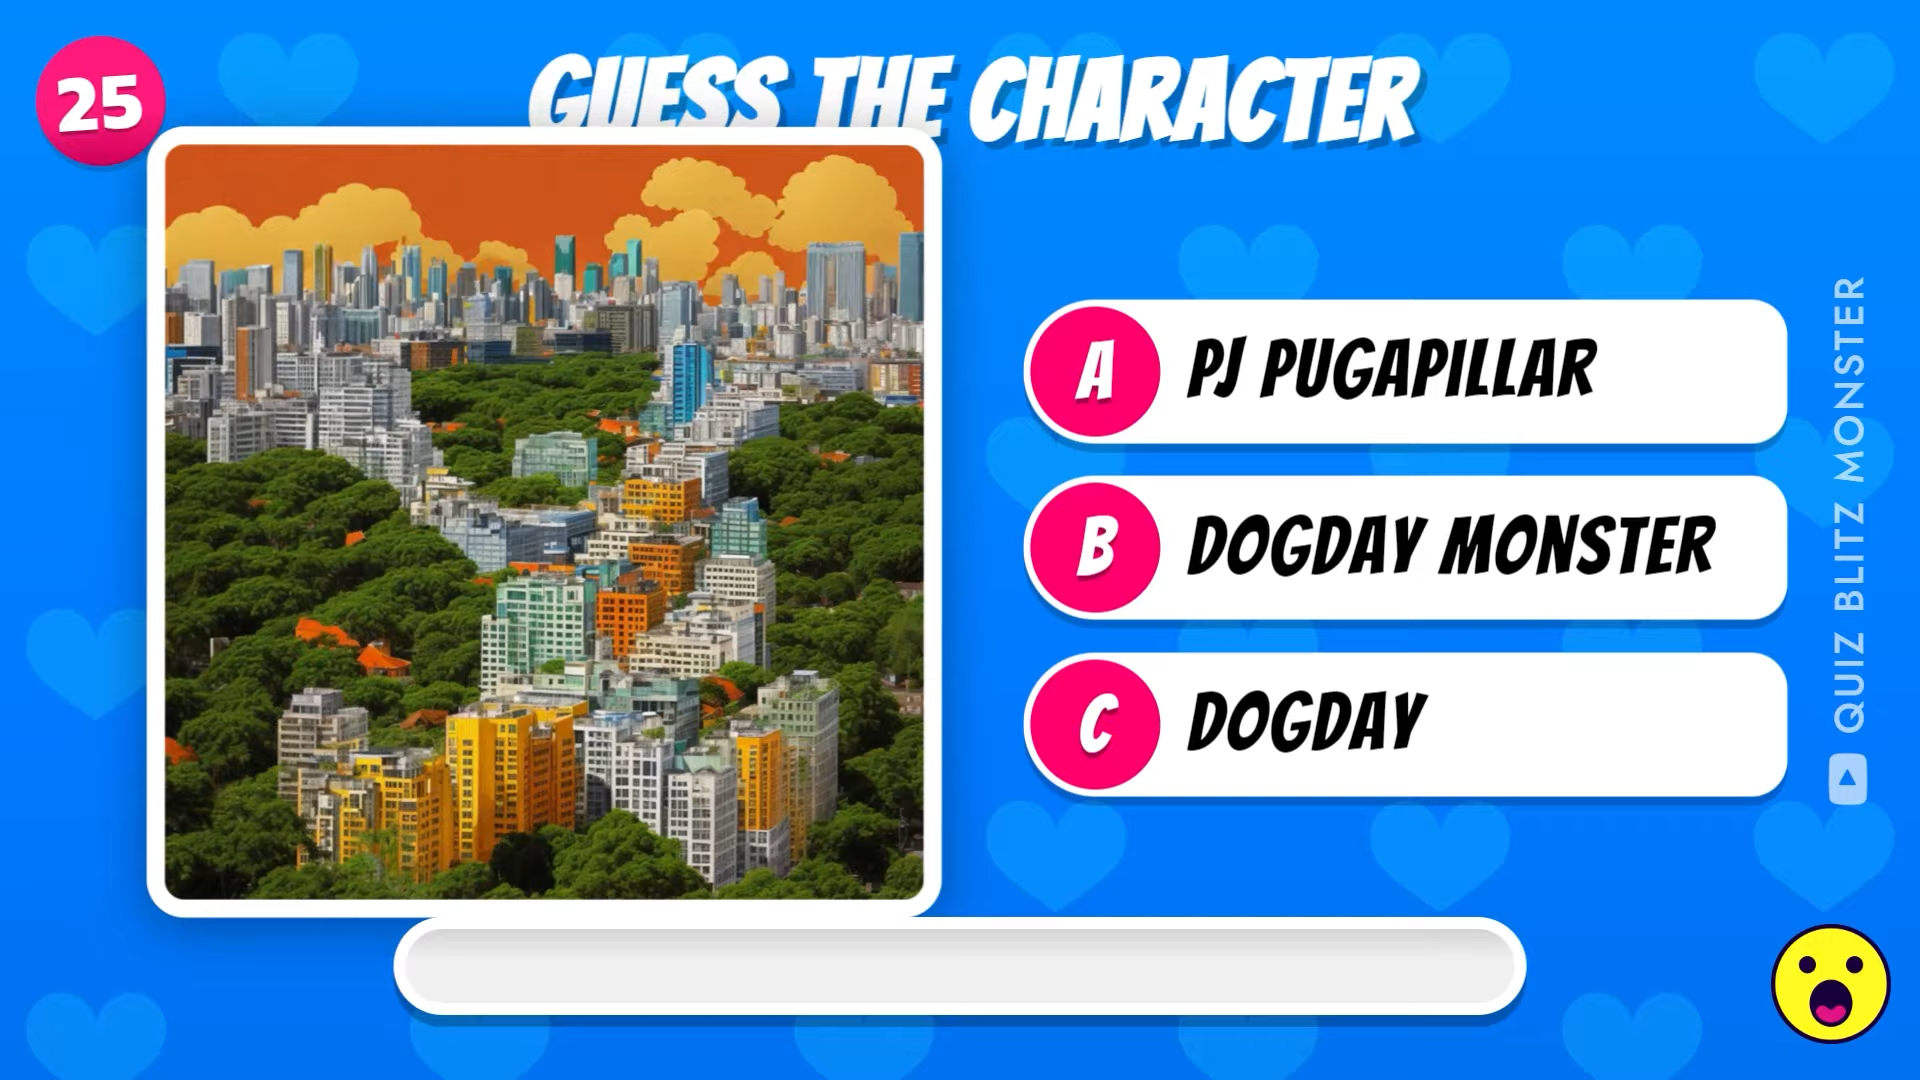 25
GUESS THE CHARACTER
A PJ PUGAPILLAR
B DOGDAY MONSTER
C DOGDAY
QUIZ BLITZ MONSTER